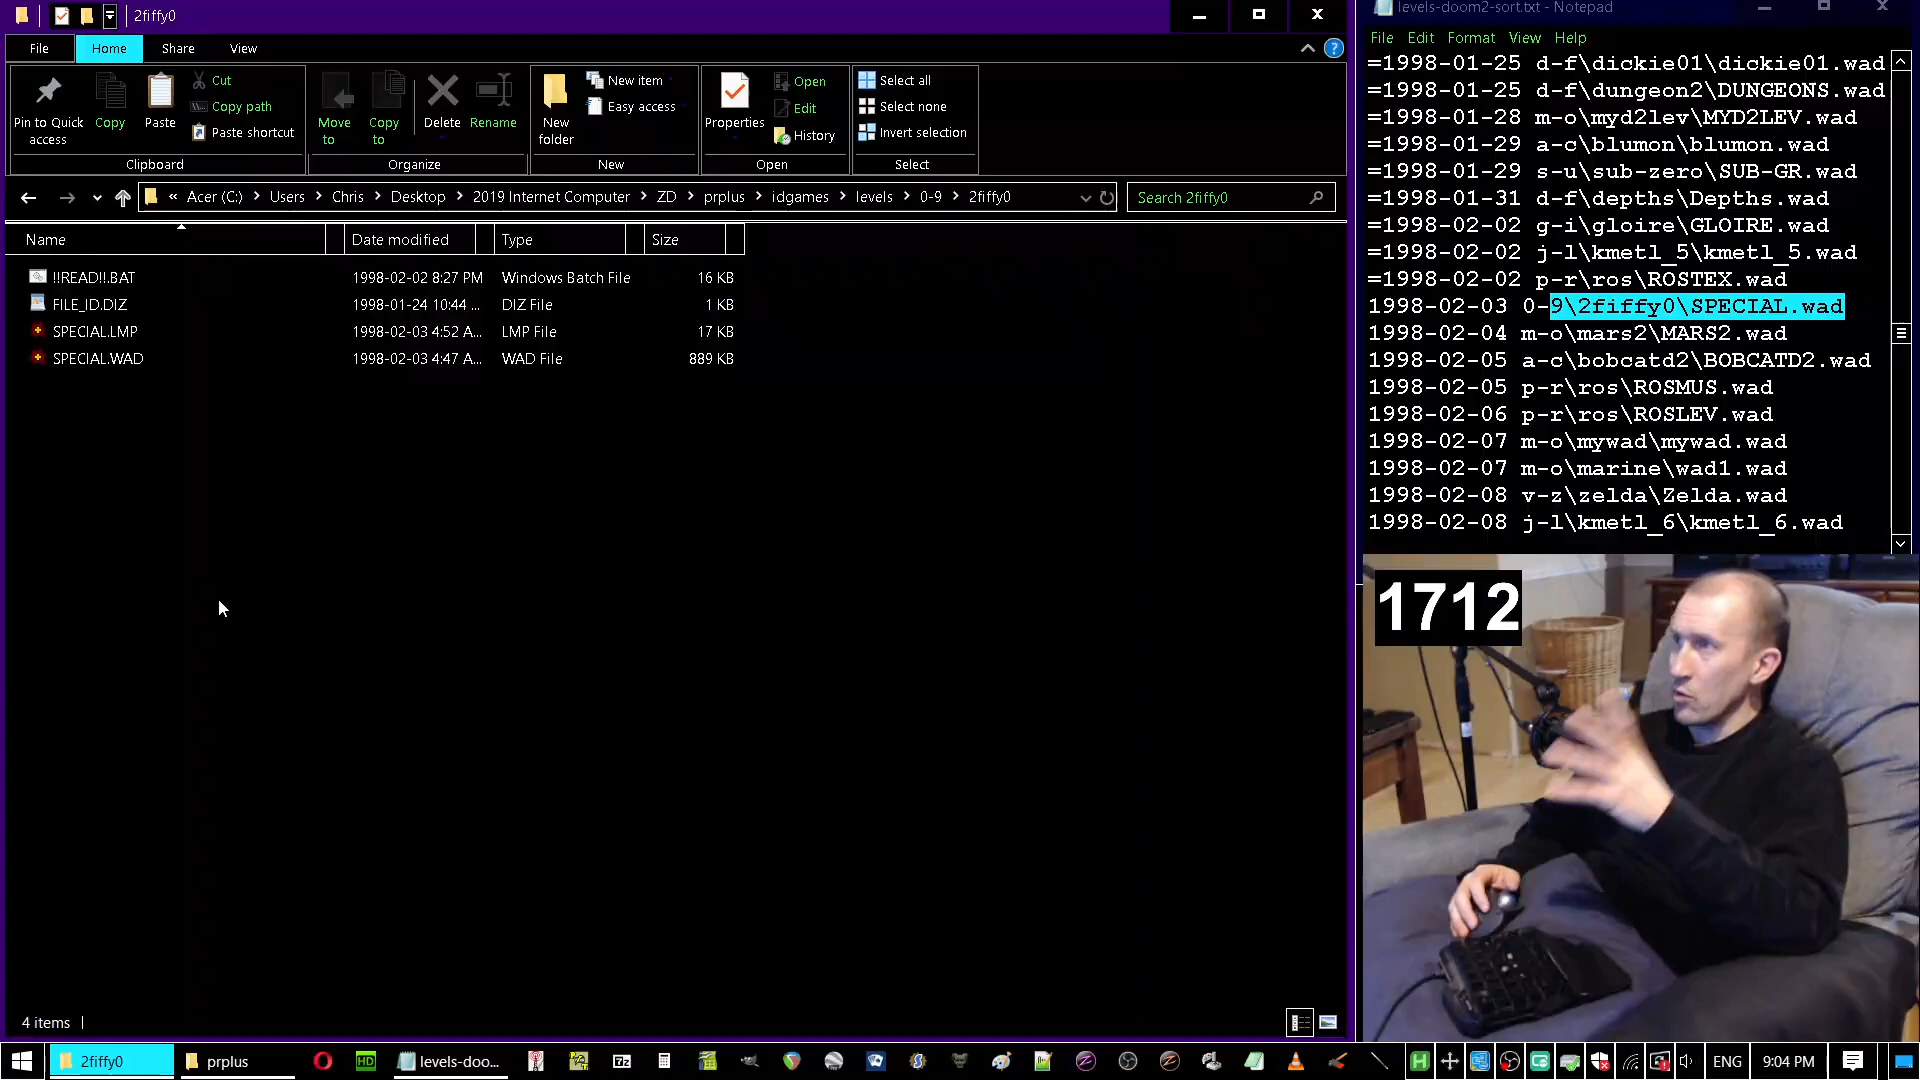 2fiffy0
File Home Share View
Pin to Quick access
Copy
Paste
Cut
Copy path
Paste shortcut
Clipboard
Move to
Copy to
Delete
Rename
Organize
New folder
New item
Easy access
New
Properties
Open
Edit
History
Open
Select all
Select none
Invert selection
Select
« Acer (C:) > Users > Chris > Desktop > 2019 Internet Computer > ZD > prplus > idgames > levels > 0-9 > 2fiffy0
Search 2fiffy0
Name Date modified Type Size
!!READ!!.BAT 1998-02-02 8:27 PM Windows Batch File 16 KB
FILE_ID.DIZ 1998-01-24 10:44 ... DIZ File 1 KB
SPECIAL.LMP 1998-02-03 4:52 A... LMP File 17 KB
SPECIAL.WAD 1998-02-03 4:47 A... WAD File 889 KB
4 items
levels-doom2-sort.txt - Notepad
File Edit Format View Help
=1998-01-25 d-f\dickie01\dickie01.wad
=1998-01-25 d-f\dungeon2\DUNGEONS.wad
=1998-01-28 m-o\myd2lev\MYD2LEV.wad
=1998-01-29 a-c\blumon\blumon.wad
=1998-01-29 s-u\sub-zero\SUB-GR.wad
=1998-01-31 d-f\depths\Depths.wad
=1998-02-02 g-i\gloire\GLOIRE.wad
=1998-02-02 j-l\kmetl_5\kmetl_5.wad
=1998-02-02 p-r\ros\ROSTEX.wad
1998-02-03 0-9\2fiffy0\SPECIAL.wad
1998-02-04 m-o\mars2\MARS2.wad
1998-02-05 a-c\bobcatd2\BOBCATD2.wad
1998-02-05 p-r\ros\ROSMUS.wad
1998-02-06 p-r\ros\ROSLEV.wad
1998-02-07 m-o\mywad\mywad.wad
1998-02-07 m-o\marine\wad1.wad
1998-02-08 v-z\zelda\Zelda.wad
1998-02-08 j-l\kmetl_6\kmetl_6.wad
1712
2fiffy0
prplus
HD
levels-doo...
7z
ENG
9:04 PM